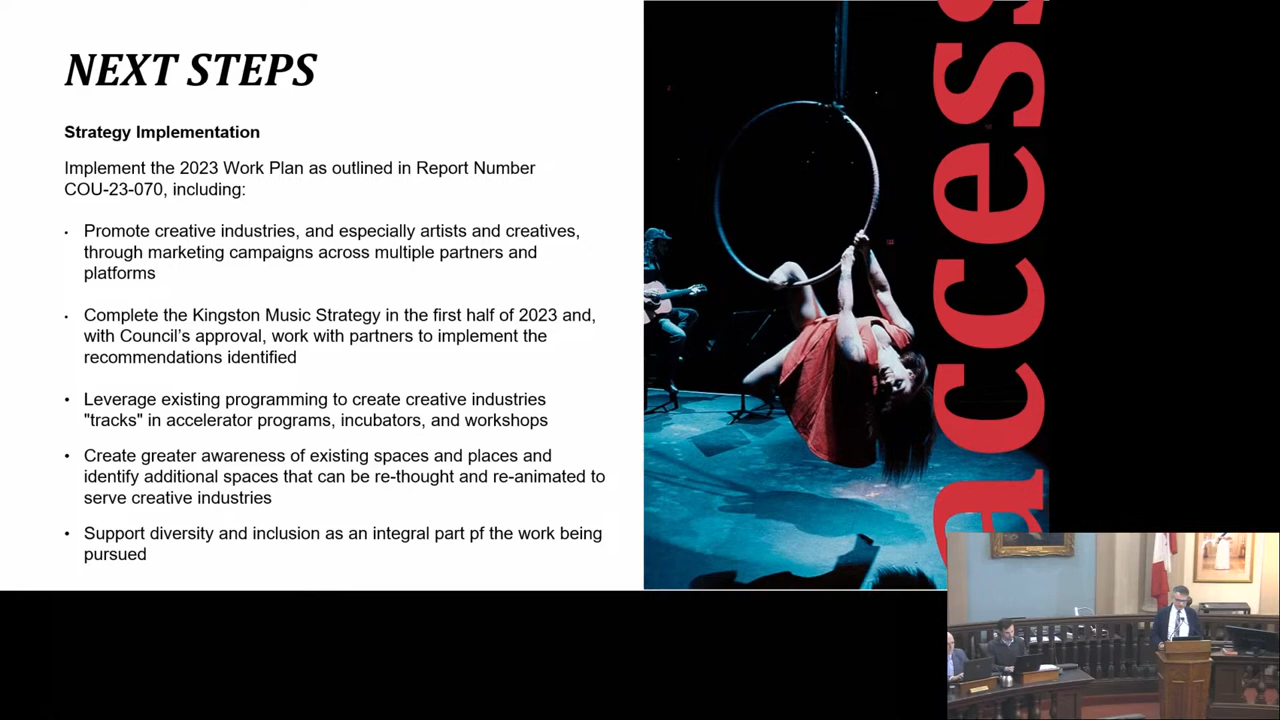 NEXT STEPS
Strategy Implementation
Implement the 2023 Work Plan as outlined in Report Number
COU-23-070, including:
• Promote creative industries, and especially artists and creatives,
through marketing campaigns across multiple partners and
platforms
• Complete the Kingston Music Strategy in the first half of 2023 and,
with Council's approval, work with partners to implement the
recommendations identified
• Leverage existing programming to create creative industries
"tracks" in accelerator programs, incubators, and workshops
• Create greater awareness of existing spaces and places and
identify additional spaces that can be re-thought and re-animated to
serve creative industries
• Support diversity and inclusion as an integral part pf the work being
pursued
access